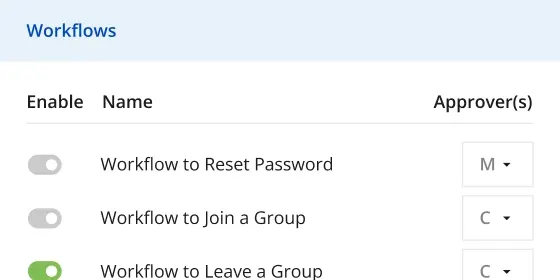 Workflows
Enable Name Approver(s)
Workflow to Reset Password M
Workflow to Join a Group C
Workflow to Leave a Group C